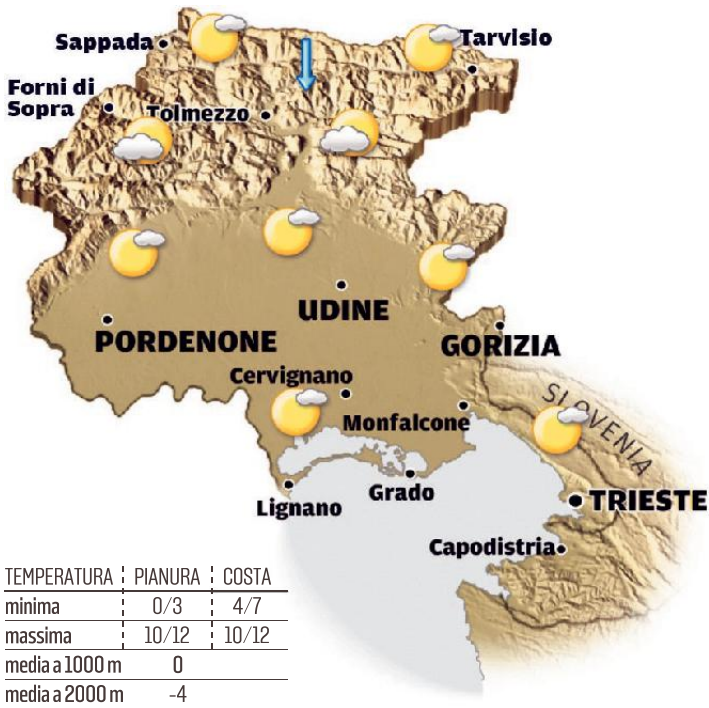 Sappada
Tarvisio
Forni di
Sopra
Tolmezzo
UDINE
PORDENONE
GORIZIA
Cervignano
SLOVENIA
Monfalcone
Grado
Lignano
TRIESTE
Capodistria
TEMPERATURA PIANURA COSTA
minima 0/3 4/7
massima 10/12 10/12
media a 1000 m 0
media a 2000 m -4